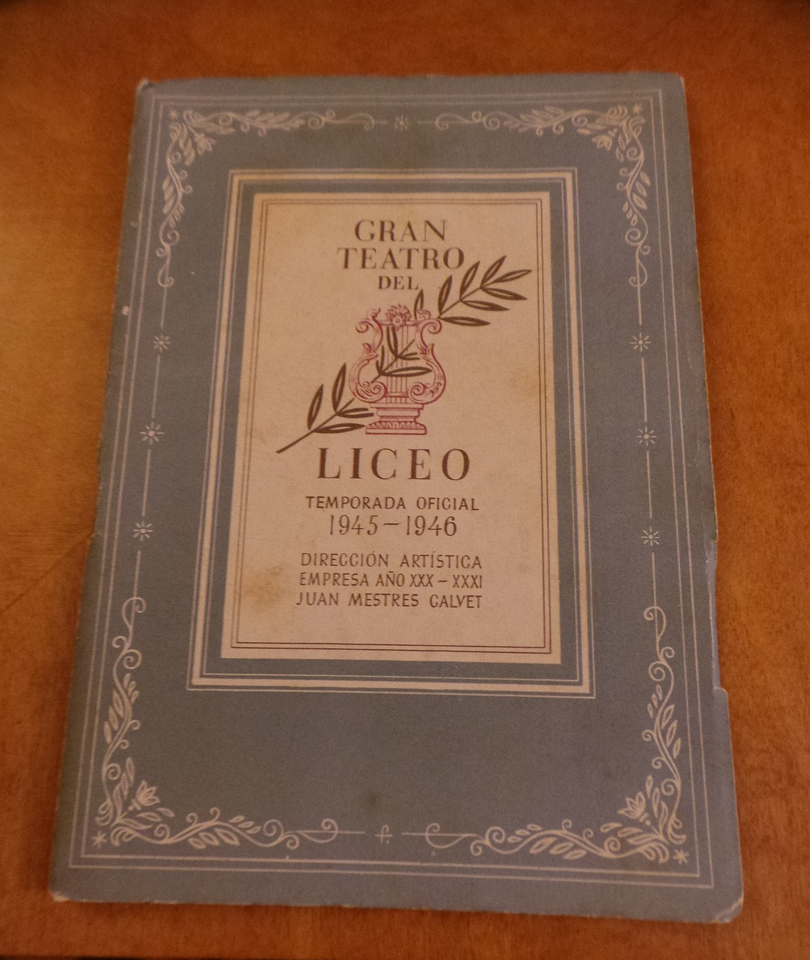 GRAN
TEATRO
DEL
LICEO
TEMPORADA OFICIAL
1945-1946
DIRECCIÓN ARTÍSTICA
EMPRESA AÑO XXX-XXXI
JUAN MESTRES CALVET